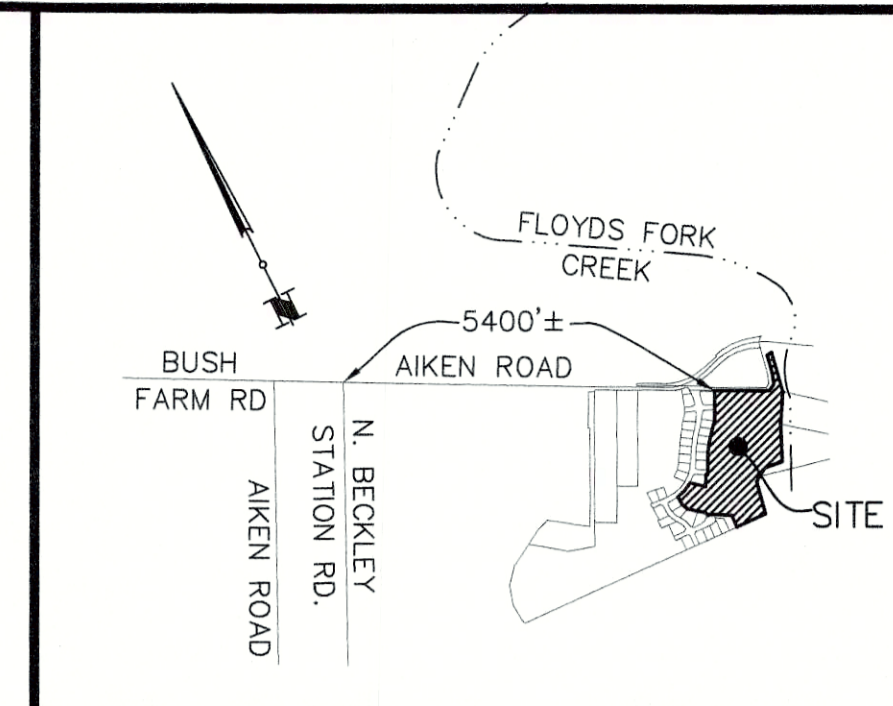 FLOYDS FORK
CREEK
5400'±
BUSH
FARM RD
AIKEN ROAD
N. BECKLEY
STATION RD.
AIKEN ROAD
SITE
N